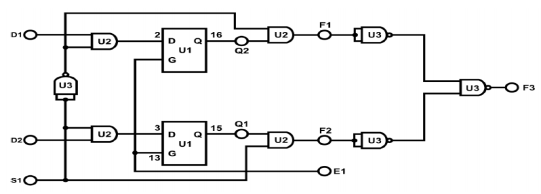 F1
D1 U2 2 D Q 16 U2 U3
U1 Q2
G
U3 U3 F3
Q1 F2
D2 U2 3 D Q 15 U2 U3
U1
13 G
E1
S1